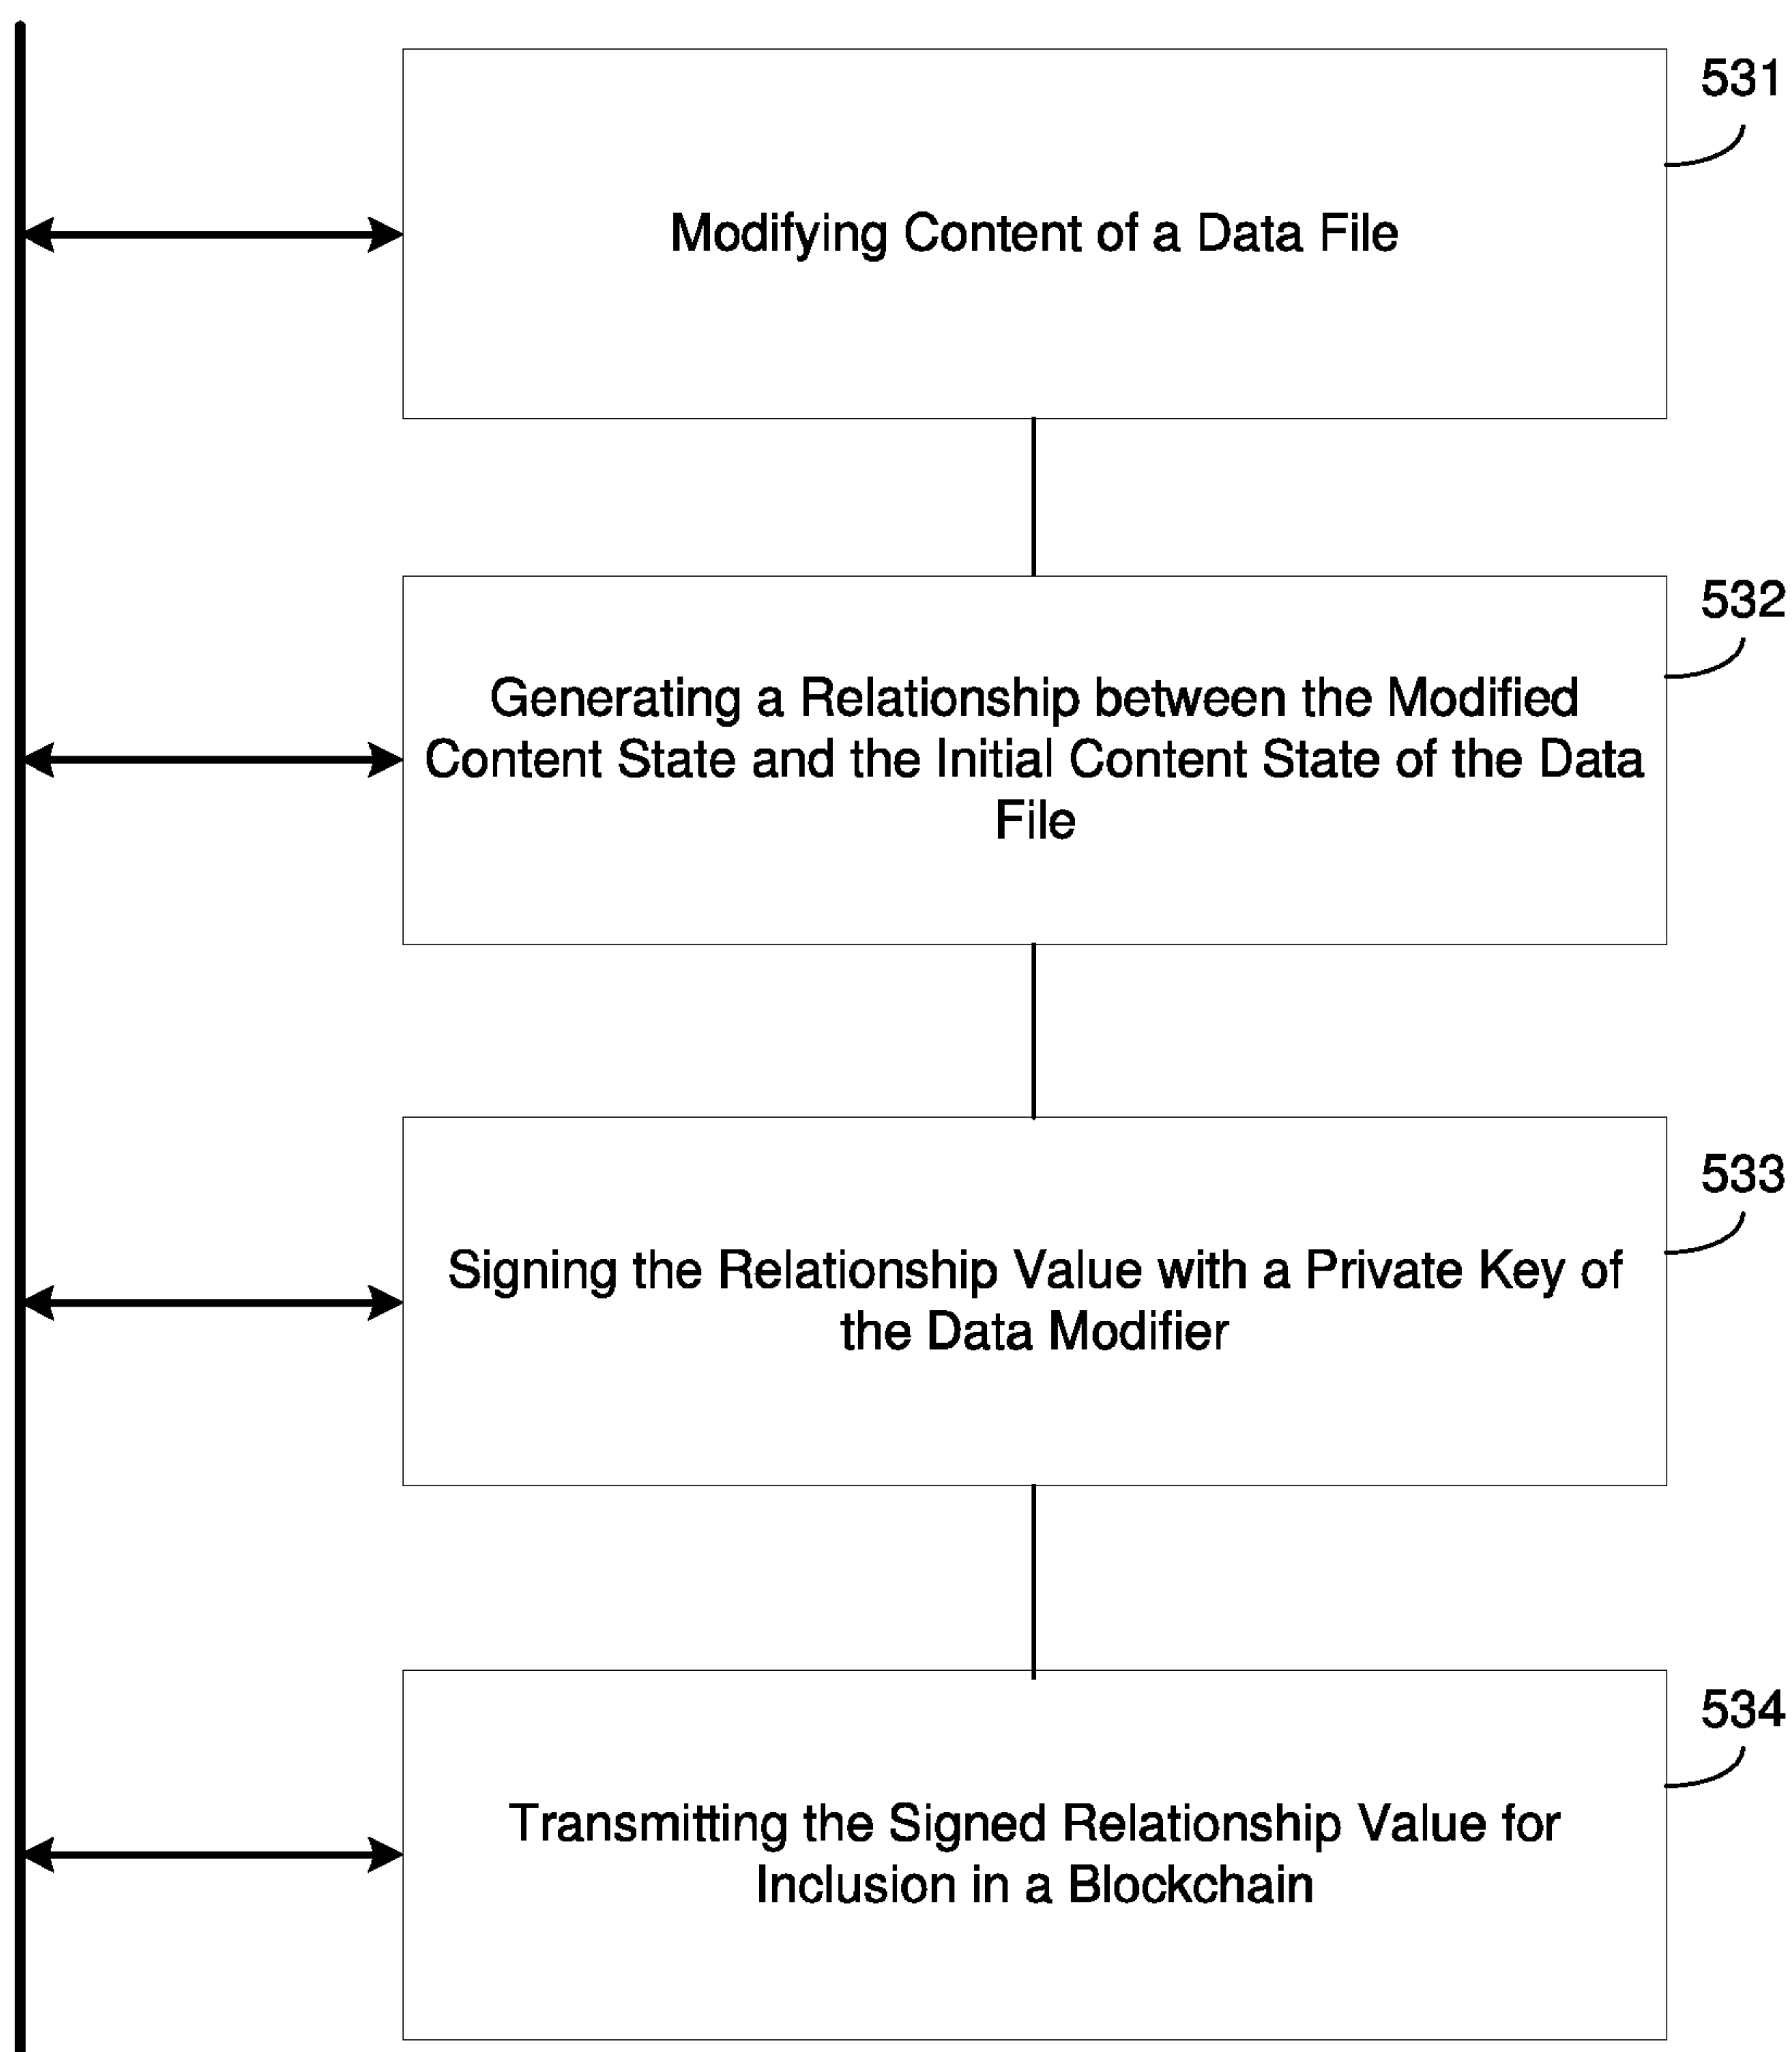 531
Modifying Content of a Data File
532
Generating a Relationship between the Modified
Content State and the Initial Content State of the Data
File
533
Signing the Relationship Value with a Private Key of
the Data Modifier
534
Transmitting the Signed Relationship Value for
Inclusion in a Blockchain